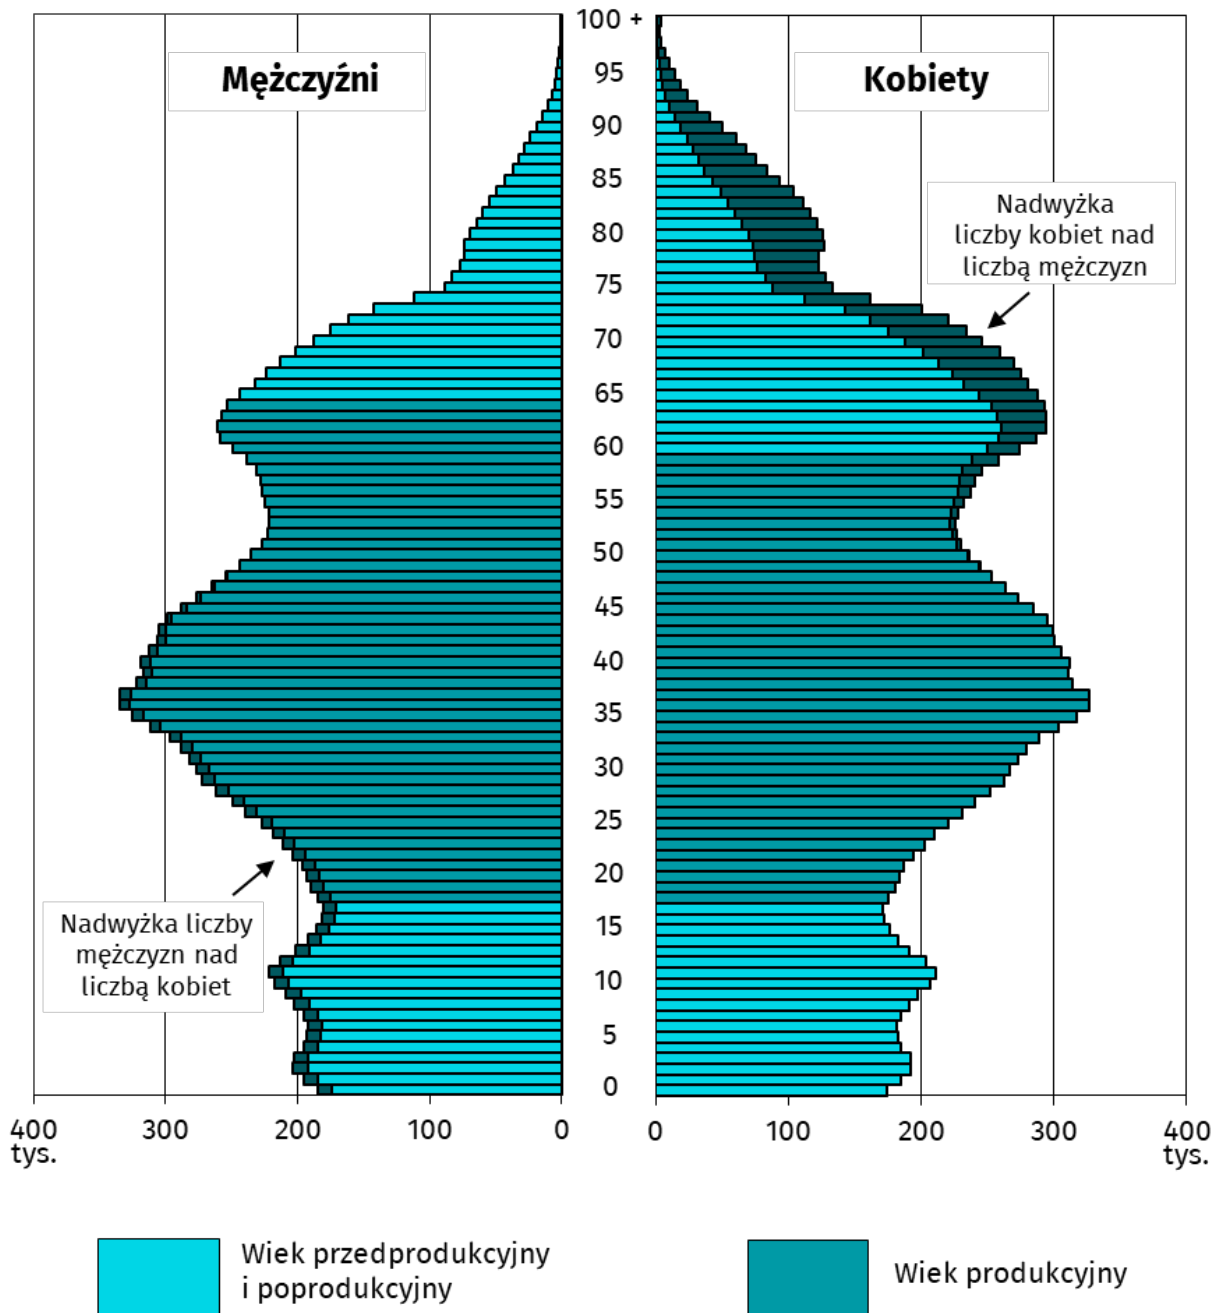 Mężczyźni
Kobiety
100 +
95
90
85
80
75
70
65
60
55
50
45
40
35
30
25
20
15
10
5
0
Nadwyżka
liczby kobiet nad
liczbą mężczyzn
Nadwyżka liczby
mężczyzn nad
liczbą kobiet
400 300 200 100 0
tys.
0 100 200 300 400
tys.
Wiek przedprodukcyjny
i poprodukcyjny
Wiek produkcyjny